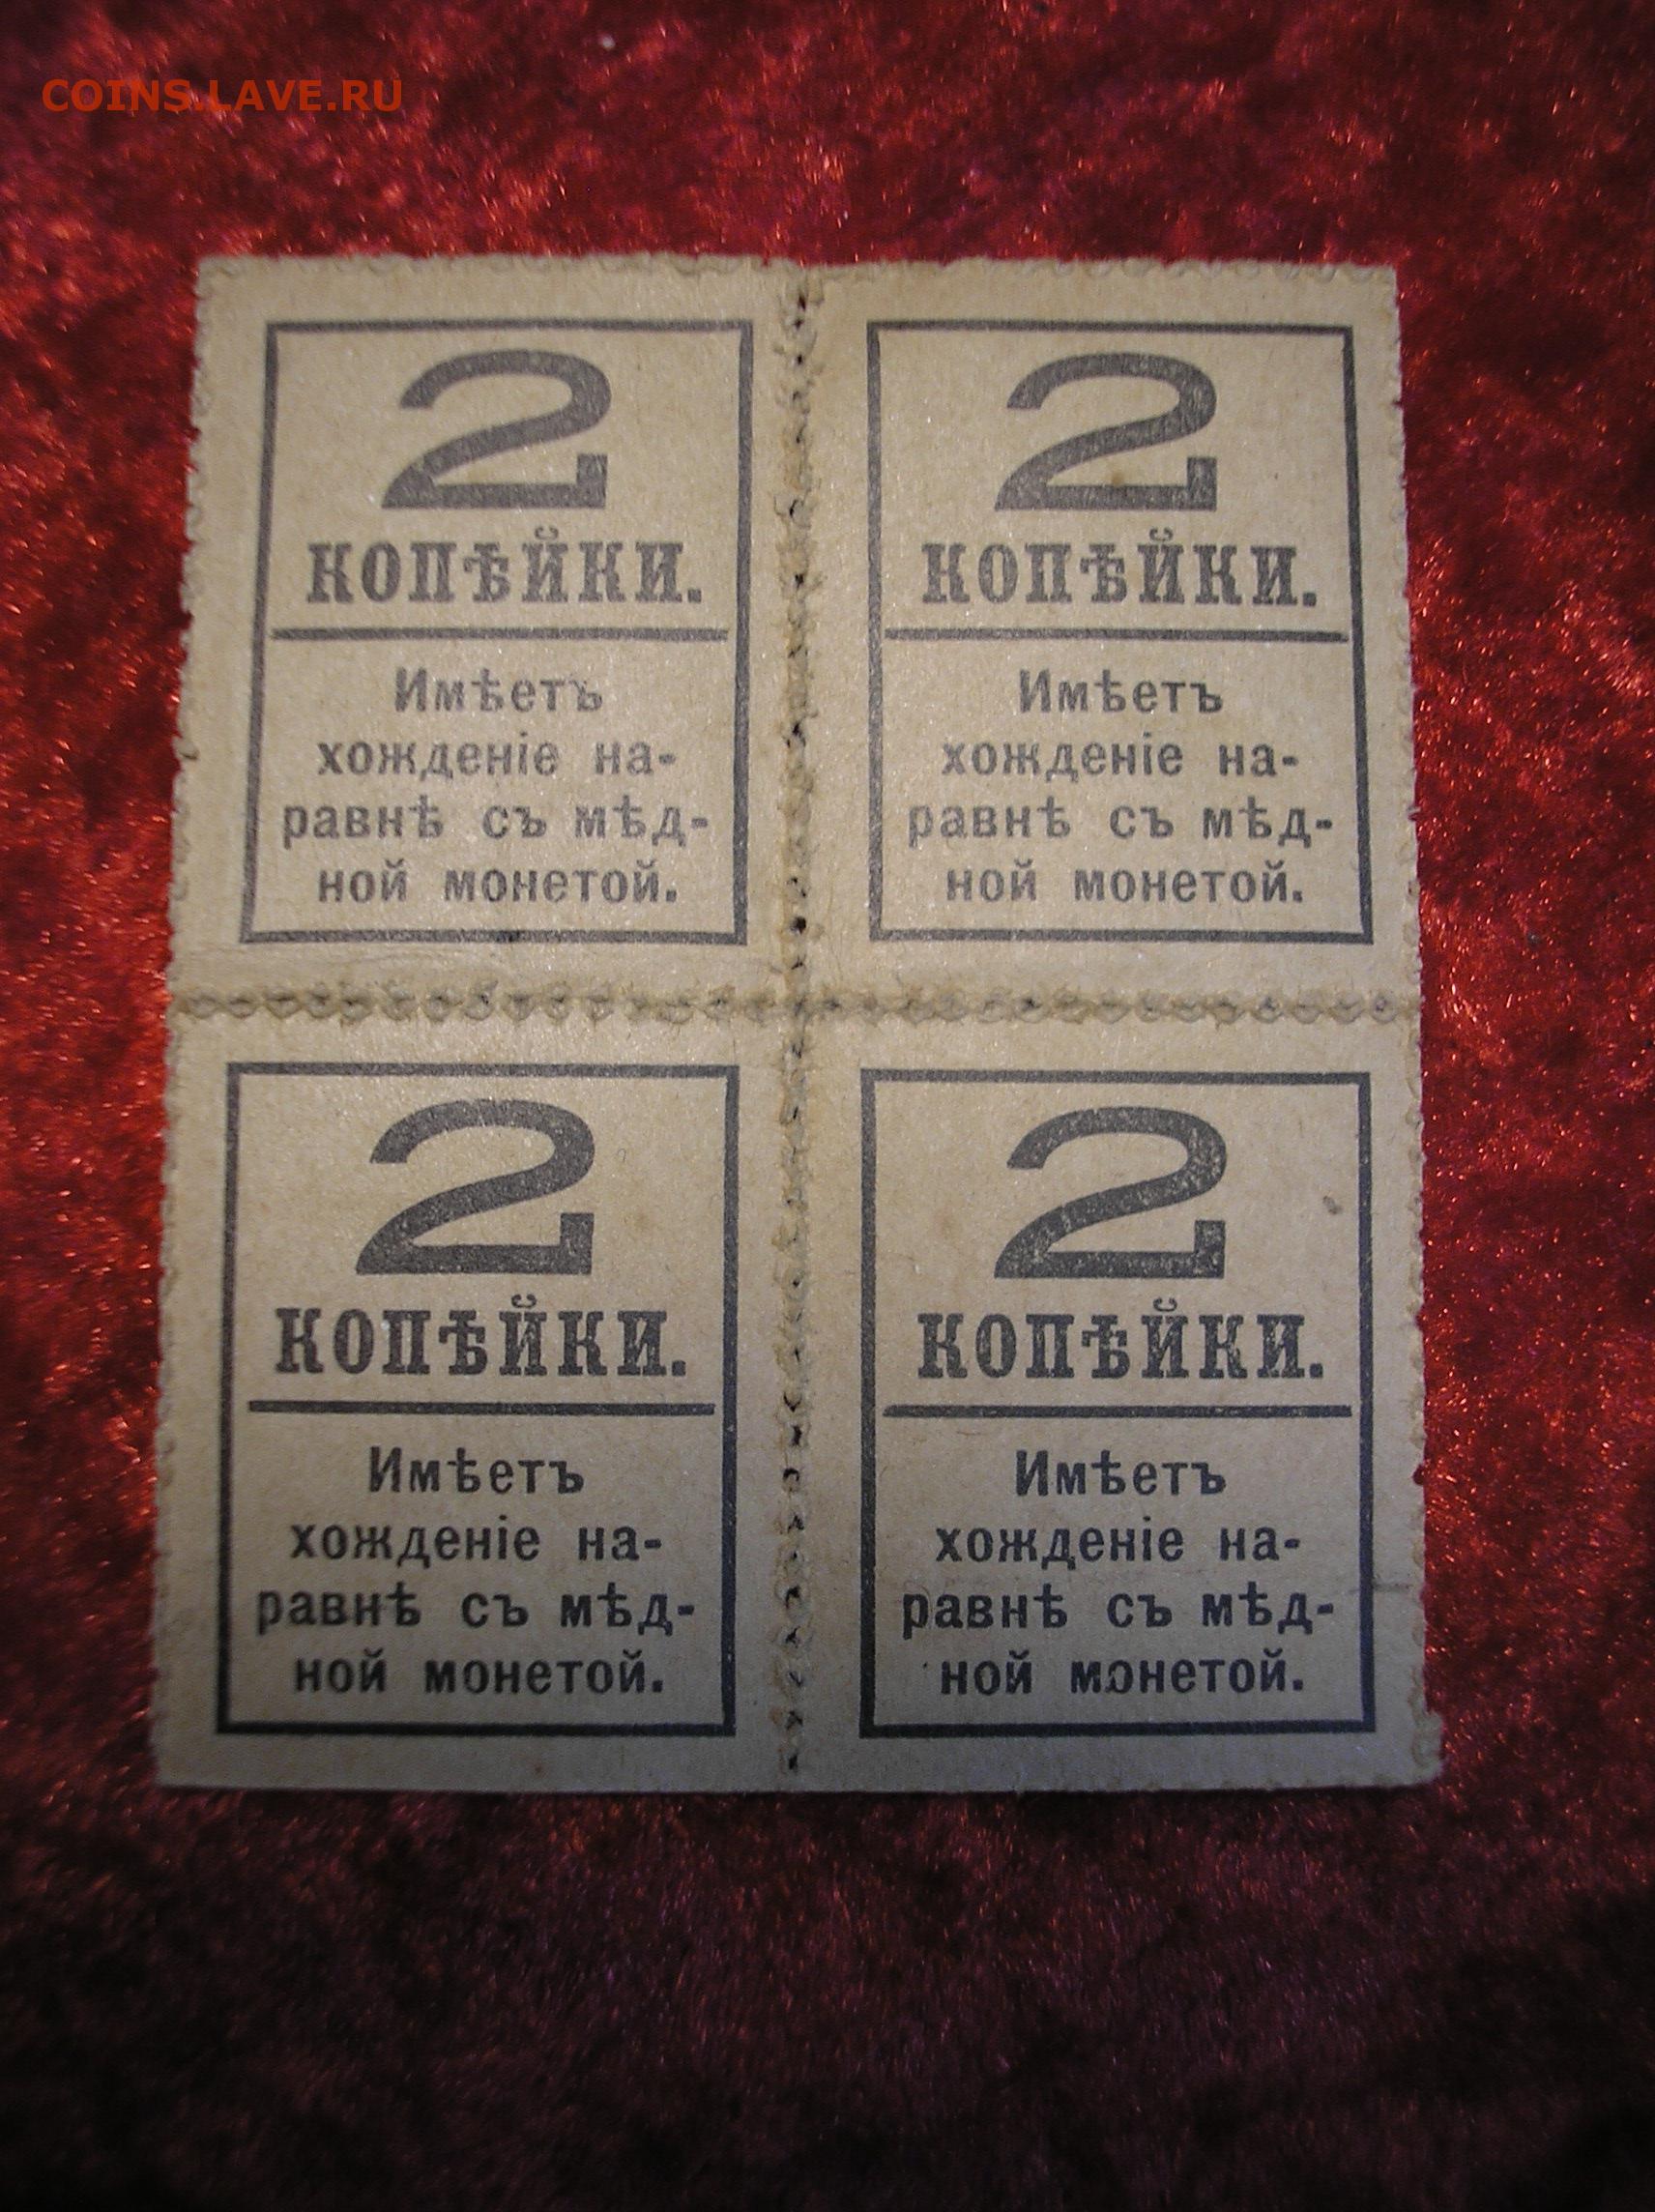 COINS.LAVE.RU
2
КОПѢЙКИ.
Имѣетъ
хожденіе на-
равнѣ съ мѣд-
ной монетой.
2
КОПѢЙКИ.
Имѣетъ
хожденіе на-
равнѣ съ мѣд-
ной монетой.
2
КОПѢЙКИ.
Имѣетъ
хожденіе на-
равнѣ съ мѣд-
ной монетой.
2
КОПѢЙКИ.
Имѣетъ
хожденіе на-
равнѣ съ мѣд-
ной монетой.